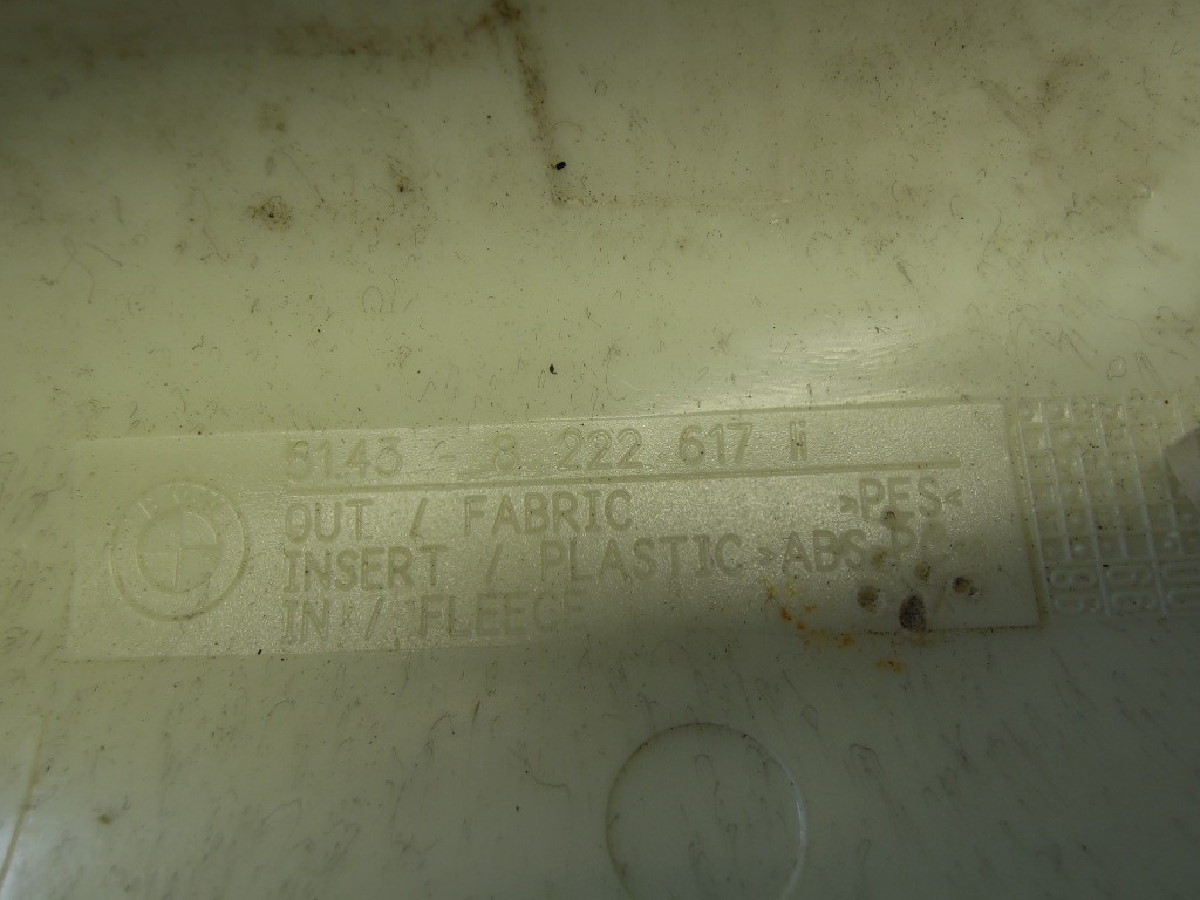 5143 - 8 222 617
OUT / FABRIC >PES<
INSERT / PLASTIC >ABS
IN / FLEECE